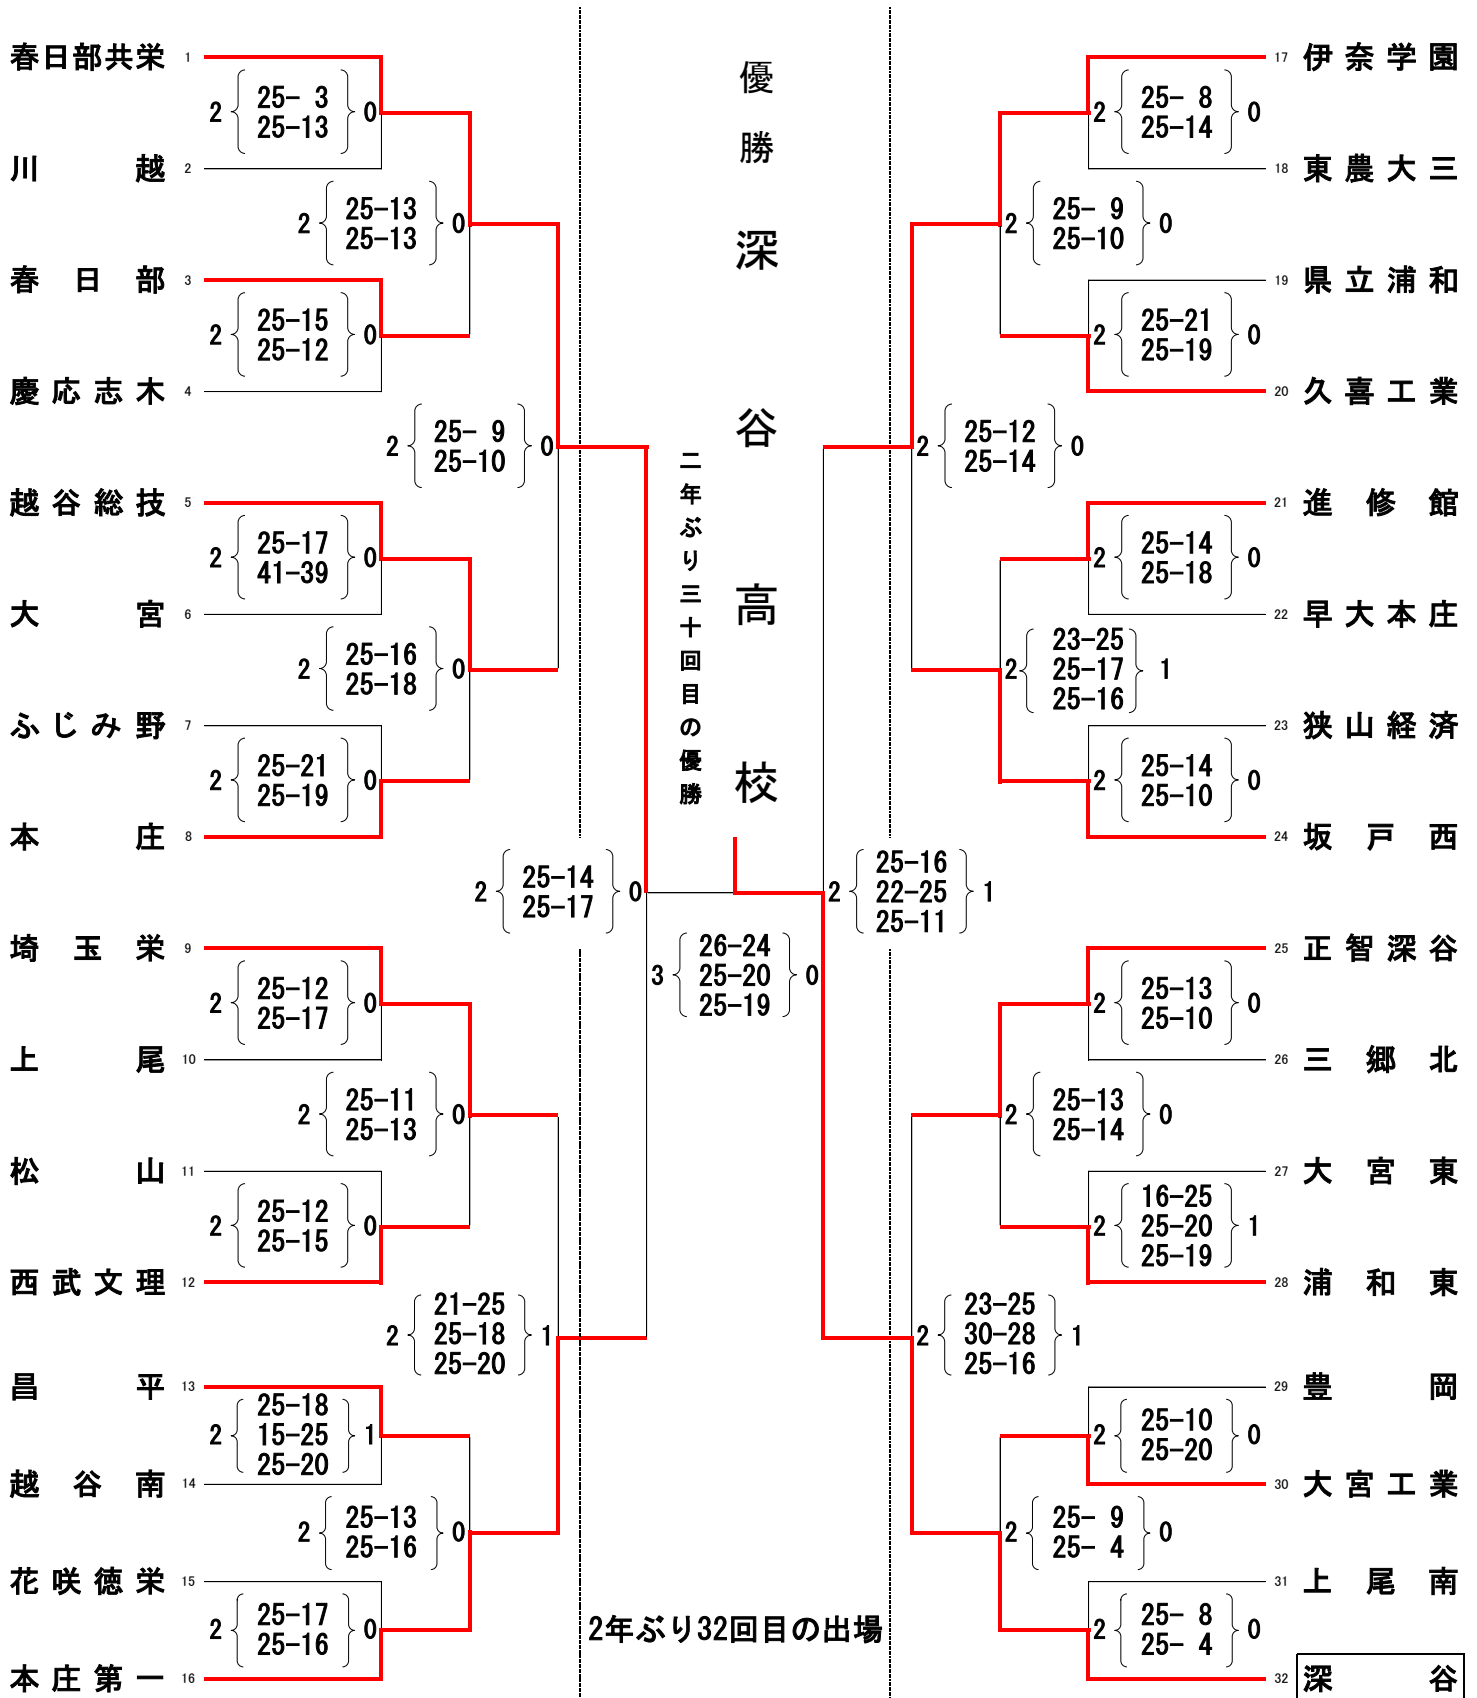 春日部共栄 1
2 25- 3 0
25-13
川越 2
2 25-13 0
25-13
春日部 3
2 25-15 0
25-12
慶応志木 4
2 25- 9 0
25-10
越谷総技 5
2 25-17 0
41-39
大宮 6
2 25-16 0
25-18
ふじみ野 7
2 25-21 0
25-19
本庄 8
2 25-14 0
25-17
埼玉栄 9
2 25-12 0
25-17
上尾 10
2 25-11 0
25-13
松山 11
2 25-12 0
25-15
西武文理 12
2 21-25 1
25-18
25-20
昌平 13
2 25-18 1
15-25
25-20
越谷南 14
2 25-13 0
25-16
花咲徳栄 15
2 25-17 0
25-16
本庄第一 16
優勝 深谷高校
二年ぶり三十回目の優勝
3 26-24 0
25-20
25-19
2年ぶり32回目の出場
17 伊奈学園
2 25- 8 0
25-14
18 東農大三
2 25- 9 0
25-10
19 県立浦和
2 25-21 0
25-19
20 久喜工業
2 25-12 0
25-14
21 進修館
2 25-14 0
25-18
22 早大本庄
2 23-25 1
25-17
25-16
23 狭山経済
2 25-14 0
25-10
24 坂戸西
2 25-16 1
22-25
25-11
25 正智深谷
2 25-13 0
25-10
26 三郷北
2 25-13 0
25-14
27 大宮東
2 16-25 1
25-20
25-19
28 浦和東
2 23-25 1
30-28
25-16
29 豊岡
2 25-10 0
25-20
30 大宮工業
2 25- 9 0
25- 4
31 上尾南
2 25- 8 0
25- 4
32 深谷